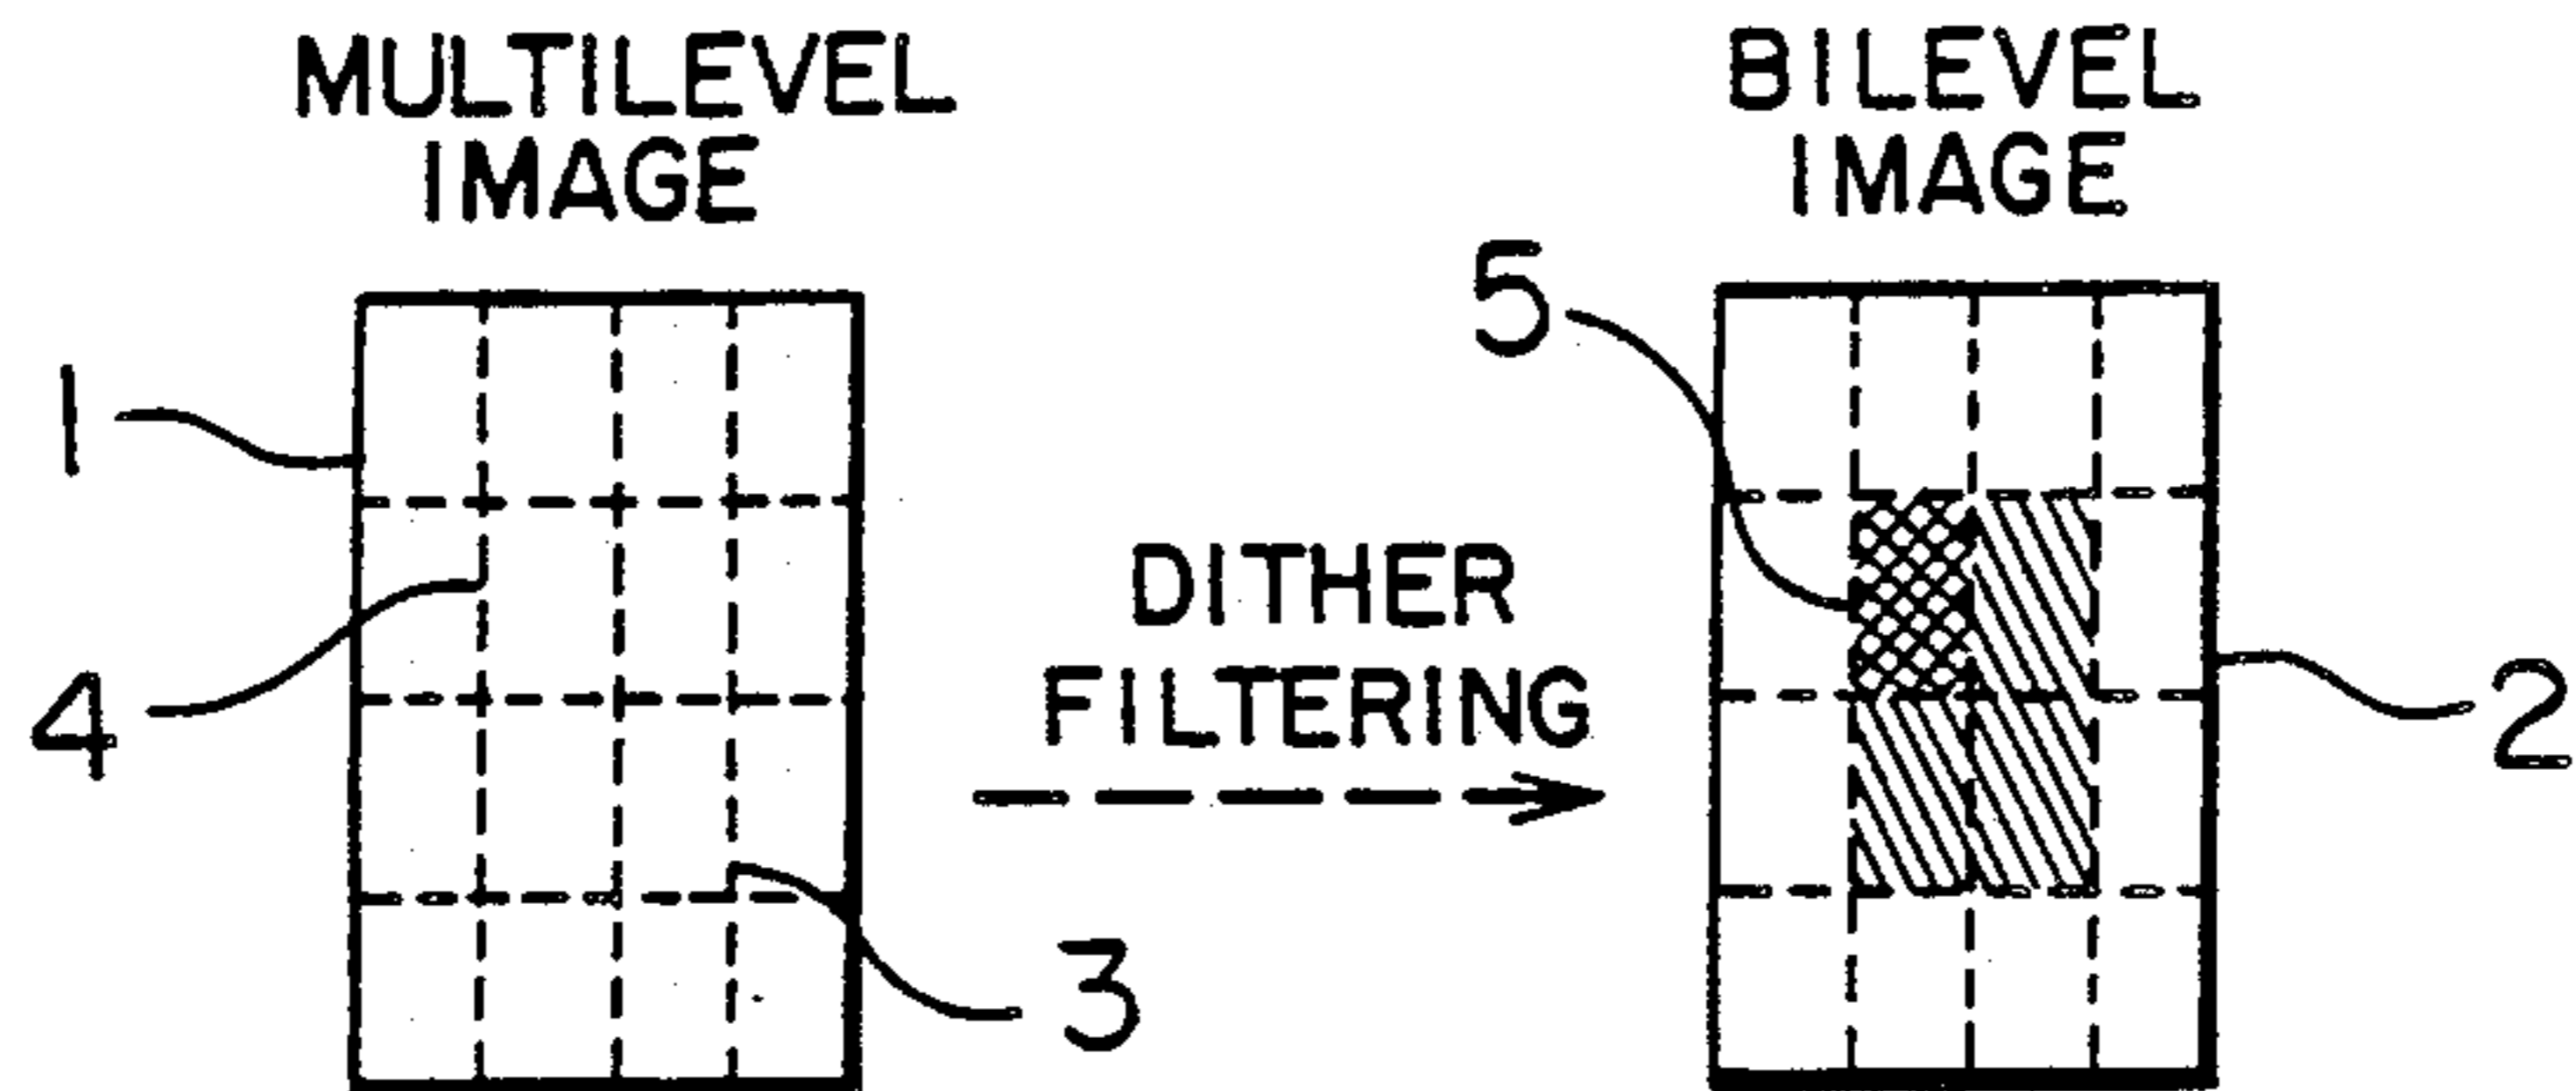 MULTILEVEL
IMAGE
BILEVEL
IMAGE
1
5
4
DITHER
FILTERING
2
3